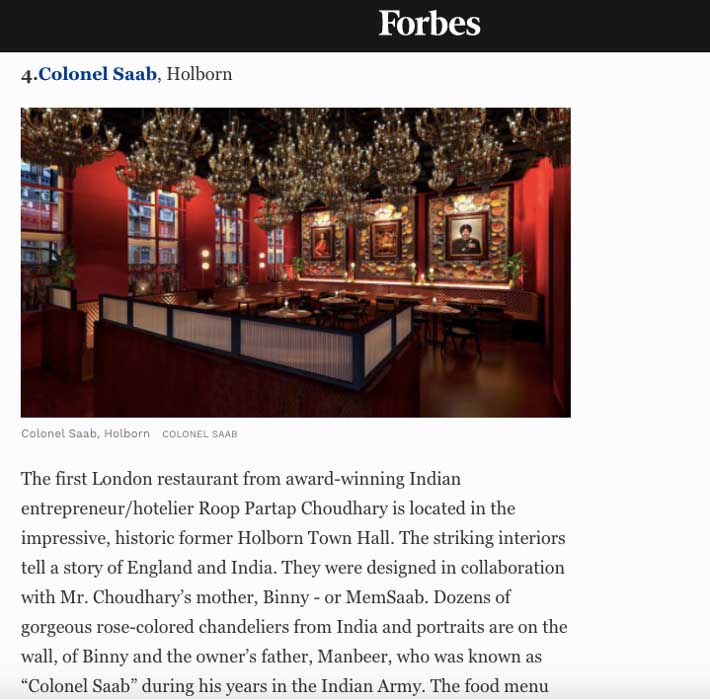 Forbes
4.Colonel Saab, Holborn
Colonel Saab, Holborn COLONEL SAAB
The first London restaurant from award-winning Indian
entrepreneur/hotelier Roop Partap Choudhary is located in the
impressive, historic former Holborn Town Hall. The striking interiors
tell a story of England and India. They were designed in collaboration
with Mr. Choudhary’s mother, Binny - or MemSaab. Dozens of
gorgeous rose-colored chandeliers from India and portraits are on the
wall, of Binny and the owner’s father, Manbeer, who was known as
“Colonel Saab” during his years in the Indian Army. The food menu